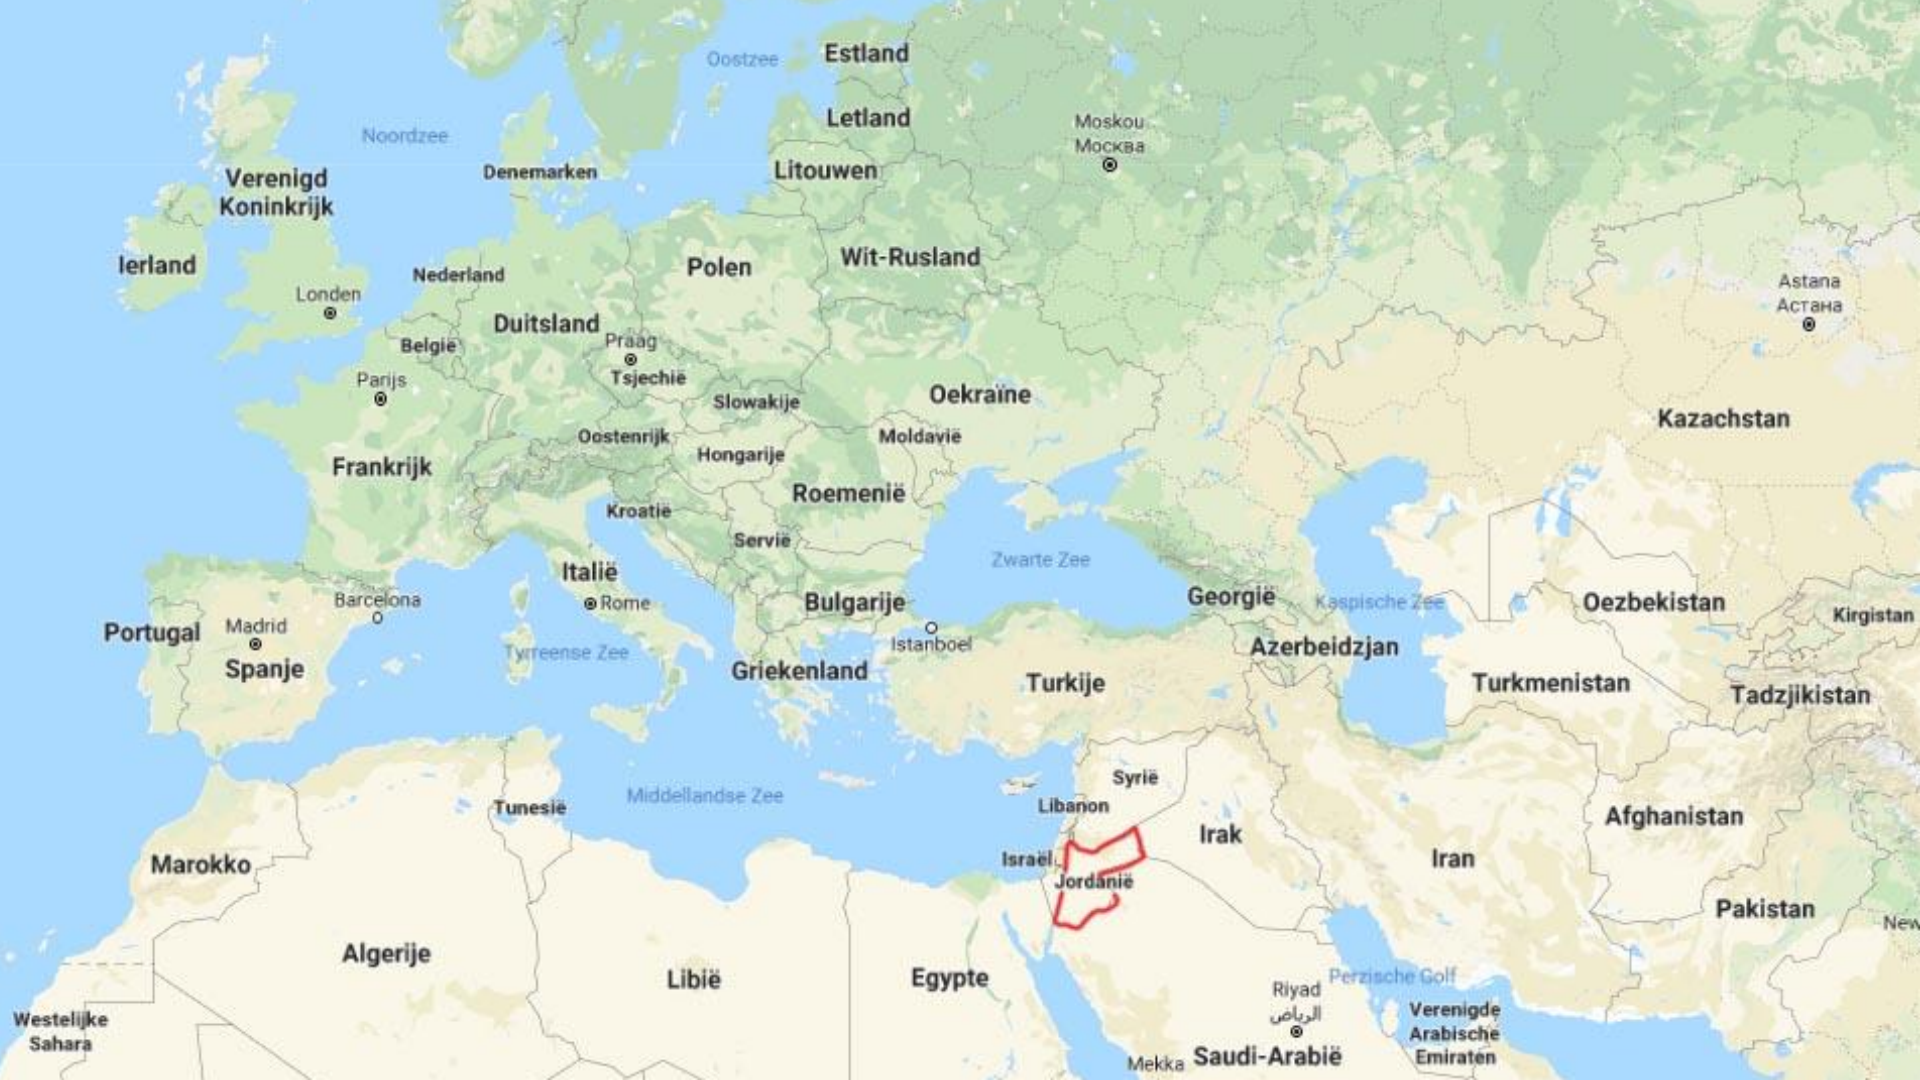 Oostzee
Estland
Letland
Moskou
Москва
Noordzee
Denemarken
Litouwen
Verenigd
Koninkrijk
Ierland
Nederland
Polen
Wit-Rusland
Londen
Astana
Астана
Duitsland
België
Praag
Tsjechië
Parijs
Slowakije
Oekraïne
Kazachstan
Oostenrijk
Hongarije
Moldavië
Frankrijk
Roemenië
Kroatië
Servië
Zwarte Zee
Italië
Rome
Barcelona
Bulgarije
Georgië
Kaspische Zee
Oezbekistan
Kirgistan
Portugal
Madrid
Spanje
Tyrreense Zee
Istanboel
Azerbeidzjan
Griekenland
Turkije
Turkmenistan
Tadzjikistan
Syrië
Middellandse Zee
Libanon
Tunesië
Afghanistan
Irak
Israël
Iran
Marokko
Jordanië
Pakistan
New
Algerije
Libië
Egypte
Perzische Golf
Riyad
الرياض
Verenigde
Arabische
Emiraten
Westelijke
Sahara
Mekka
Saudi-Arabië